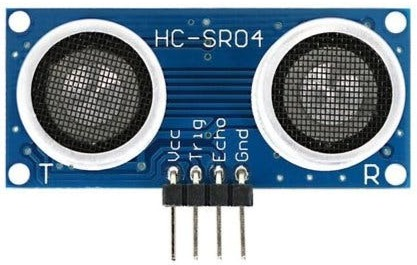 HC-SR04
T
Vcc
Trig
Echo
Gnd
R